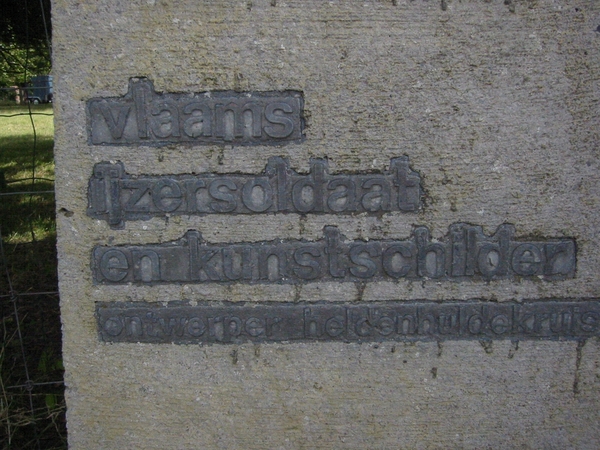 vlaams
ijzersoldaat
en kunstschilder
ontwerper heldenhuldekruis